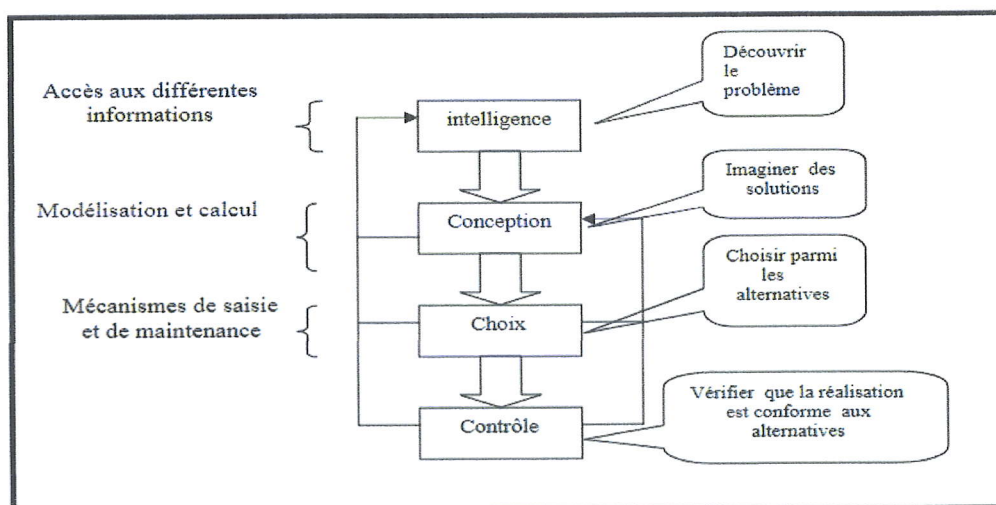 Accès aux différentes
informations
intelligence
Découvrir
le
problème
Modélisation et calcul
Conception
Imaginer des
solutions
Mécanismes de saisie
et de maintenance
Choix
Choisir parmi
les
alternatives
Contrôle
Vérifier que la réalisation
est conforme aux
alternatives